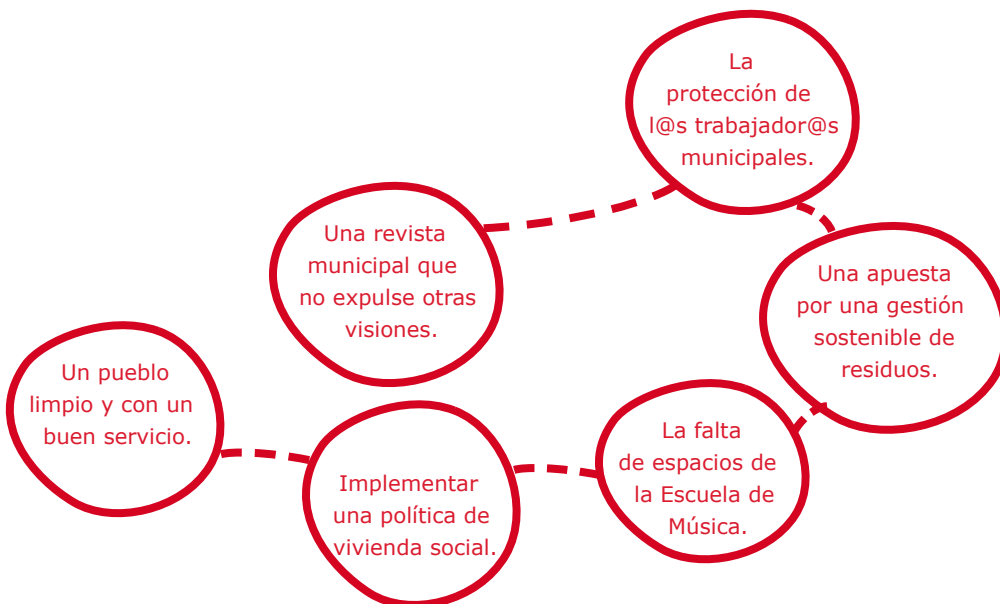 La
protección de
l@s trabajador@s
municipales.
Una revista
municipal que
no expulse otras
visiones.
Una apuesta
por una gestión
sostenible de
residuos.
Un pueblo
limpio y con un
buen servicio.
La falta
de espacios de
la Escuela de
Música.
Implementar
una política de
vivienda social.